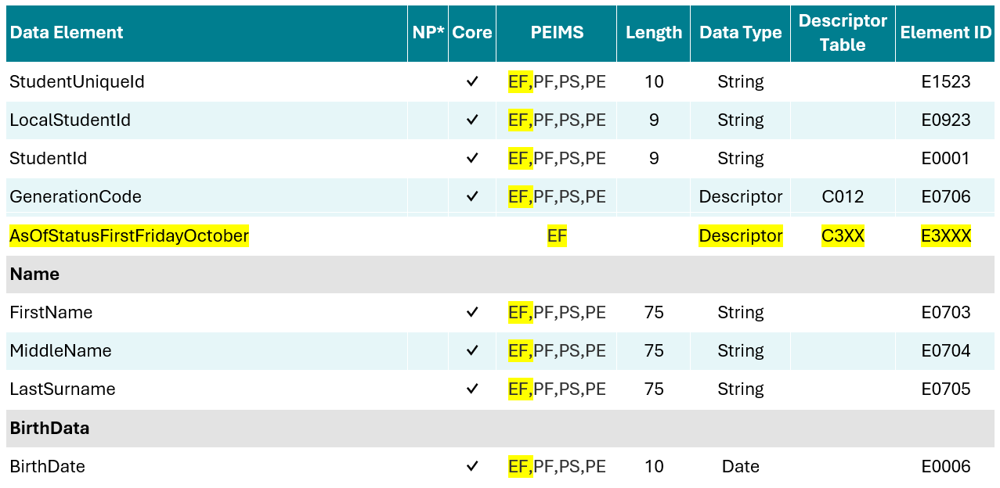 Data Element NP* Core PEIMS Length Data Type Descriptor Table Element ID
StudentUniqueId ✓ EF,PF,PS,PE 10 String E1523
LocalStudentId ✓ EF,PF,PS,PE 9 String E0923
StudentId ✓ EF,PF,PS,PE 9 String E0001
GenerationCode ✓ EF,PF,PS,PE Descriptor C012 E0706
AsOfStatusFirstFridayOctober EF Descriptor C3XX E3XXX
Name
FirstName ✓ EF,PF,PS,PE 75 String E0703
MiddleName ✓ EF,PF,PS,PE 75 String E0704
LastSurname ✓ EF,PF,PS,PE 75 String E0705
BirthData
BirthDate ✓ EF,PF,PS,PE 10 Date E0006